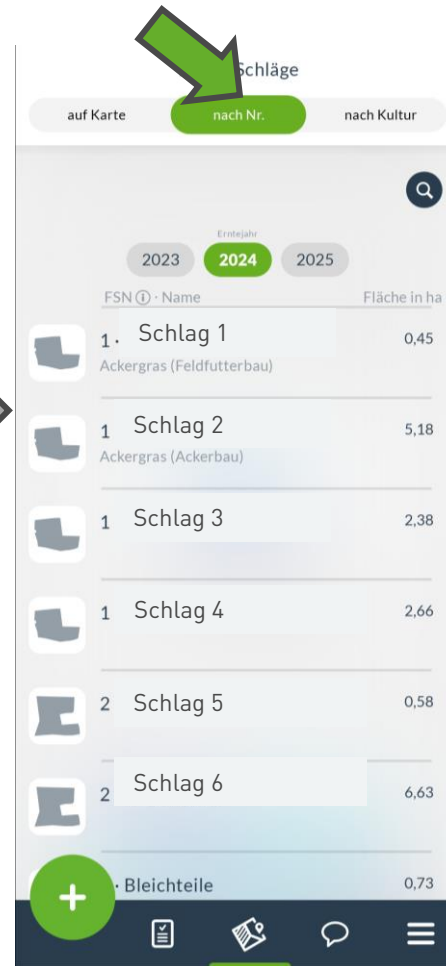 Schläge
auf Karte nach Nr. nach Kultur
Erntejahr
2023 2024 2025
FSN ⓘ · Name Fläche in ha
1 · Schlag 1 0,45
Ackergras (Feldfutterbau)
1 Schlag 2 5,18
Ackergras (Ackerbau)
1 Schlag 3 2,38
1 Schlag 4 2,66
2 Schlag 5 0,58
2 Schlag 6 6,63
· Bleichteile 0,73